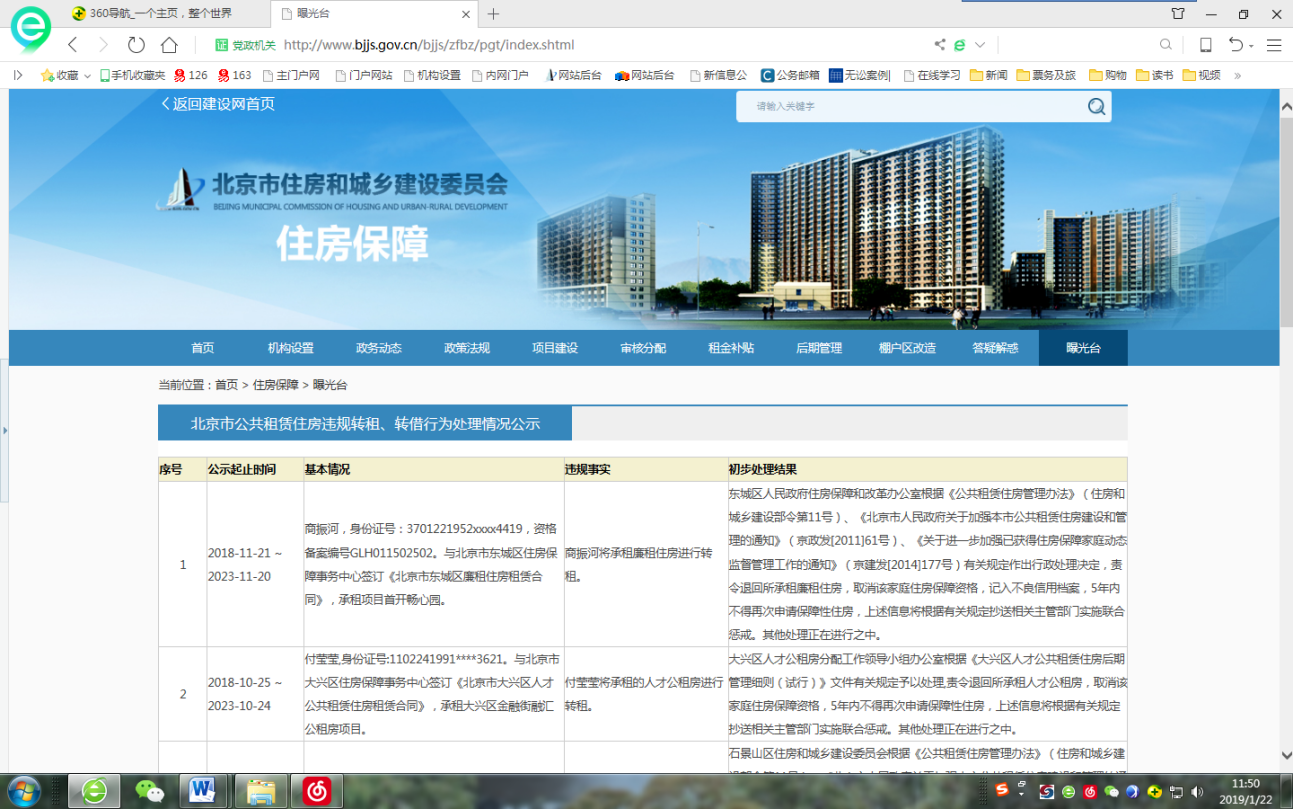 360导航_一个主页，整个世界
曝光台
党政机关 http://www.bjjs.gov.cn/bjjs/zfbz/pgt/index.shtml
收藏 手机收藏夹 126 163 主门户网 门户网站 机构设置 内网门户 网站后台 网站后台 新信息公 公务邮箱 无讼案例| 在线学习 新闻 票务及旅 购物 读书 视频 »
返回建设网首页
请输入关键字
北京市住房和城乡建设委员会
BEIJING MUNICIPAL COMMISSION OF HOUSING AND URBAN-RURAL DEVELOPMENT
住房保障
首页 机构设置 政务动态 政策法规 项目建设 审核分配 租金补贴 后期管理 棚户区改造 答疑解惑 曝光台
当前位置：首页 > 住房保障 > 曝光台
北京市公共租赁住房违规转租、转借行为处理情况公示
序号 公示起止时间 基本情况 违规事实 初步处理结果
1
2018-11-21 ~
2023-11-20
商振河，身份证号：3701221952xxxx4419，资格
备案编号GLH011502502。与北京市东城区住房保
障事务中心签订《北京市东城区廉租住房租赁合
同》，承租项目首开畅心园。
商振河将承租廉租住房进行转
租。
东城区人民政府住房保障和改革办公室根据《公共租赁住房管理办法》（住房和
城乡建设部令第11号）、《北京市人民政府关于加强本市公共租赁住房建设和管
理的通知》（京政发[2011]61号）、《关于进一步加强已获得住房保障家庭动态
监督管理工作的通知》（京建发[2014]177号）有关规定作出行政处理决定，责
令退回所承租廉租住房，取消该家庭住房保障资格，记入不良信用档案，5年内
不得再次申请保障性住房，上述信息将根据有关规定抄送相关主管部门实施联合
惩戒。其他处理正在进行之中。
2
2018-10-25 ~
2023-10-24
付莹莹,身份证号:1102241991****3621。与北京市
大兴区住房保障事务中心签订《北京市大兴区人才
公共租赁住房租赁合同》，承租大兴区金融街融汇
公租房项目。
付莹莹将承租的人才公租房进行
转租。
大兴区人才公租房分配工作领导小组办公室根据《大兴区人才公共租赁住房后期
管理细则（试行）》文件有关规定予以处理,责令退回所承租人才公租房，取消该
家庭住房保障资格，5年内不得再次申请保障性住房，上述信息将根据有关规定
抄送相关主管部门实施联合惩戒。其他处理正在进行之中。
石景山区住房和城乡建设委员会根据《公共租赁住房管理办法》（住房和城乡建
11:50
2019/1/22